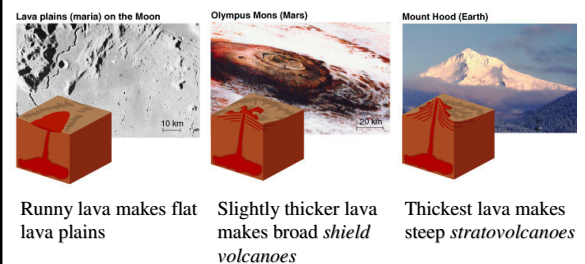 Lava plains (maria) on the Moon
Olympus Mons (Mars)
Mount Hood (Earth)
10 km
20 km
Runny lava makes flat
lava plains
Slightly thicker lava
makes broad shield
volcanoes
Thickest lava makes
steep stratovolcanoes